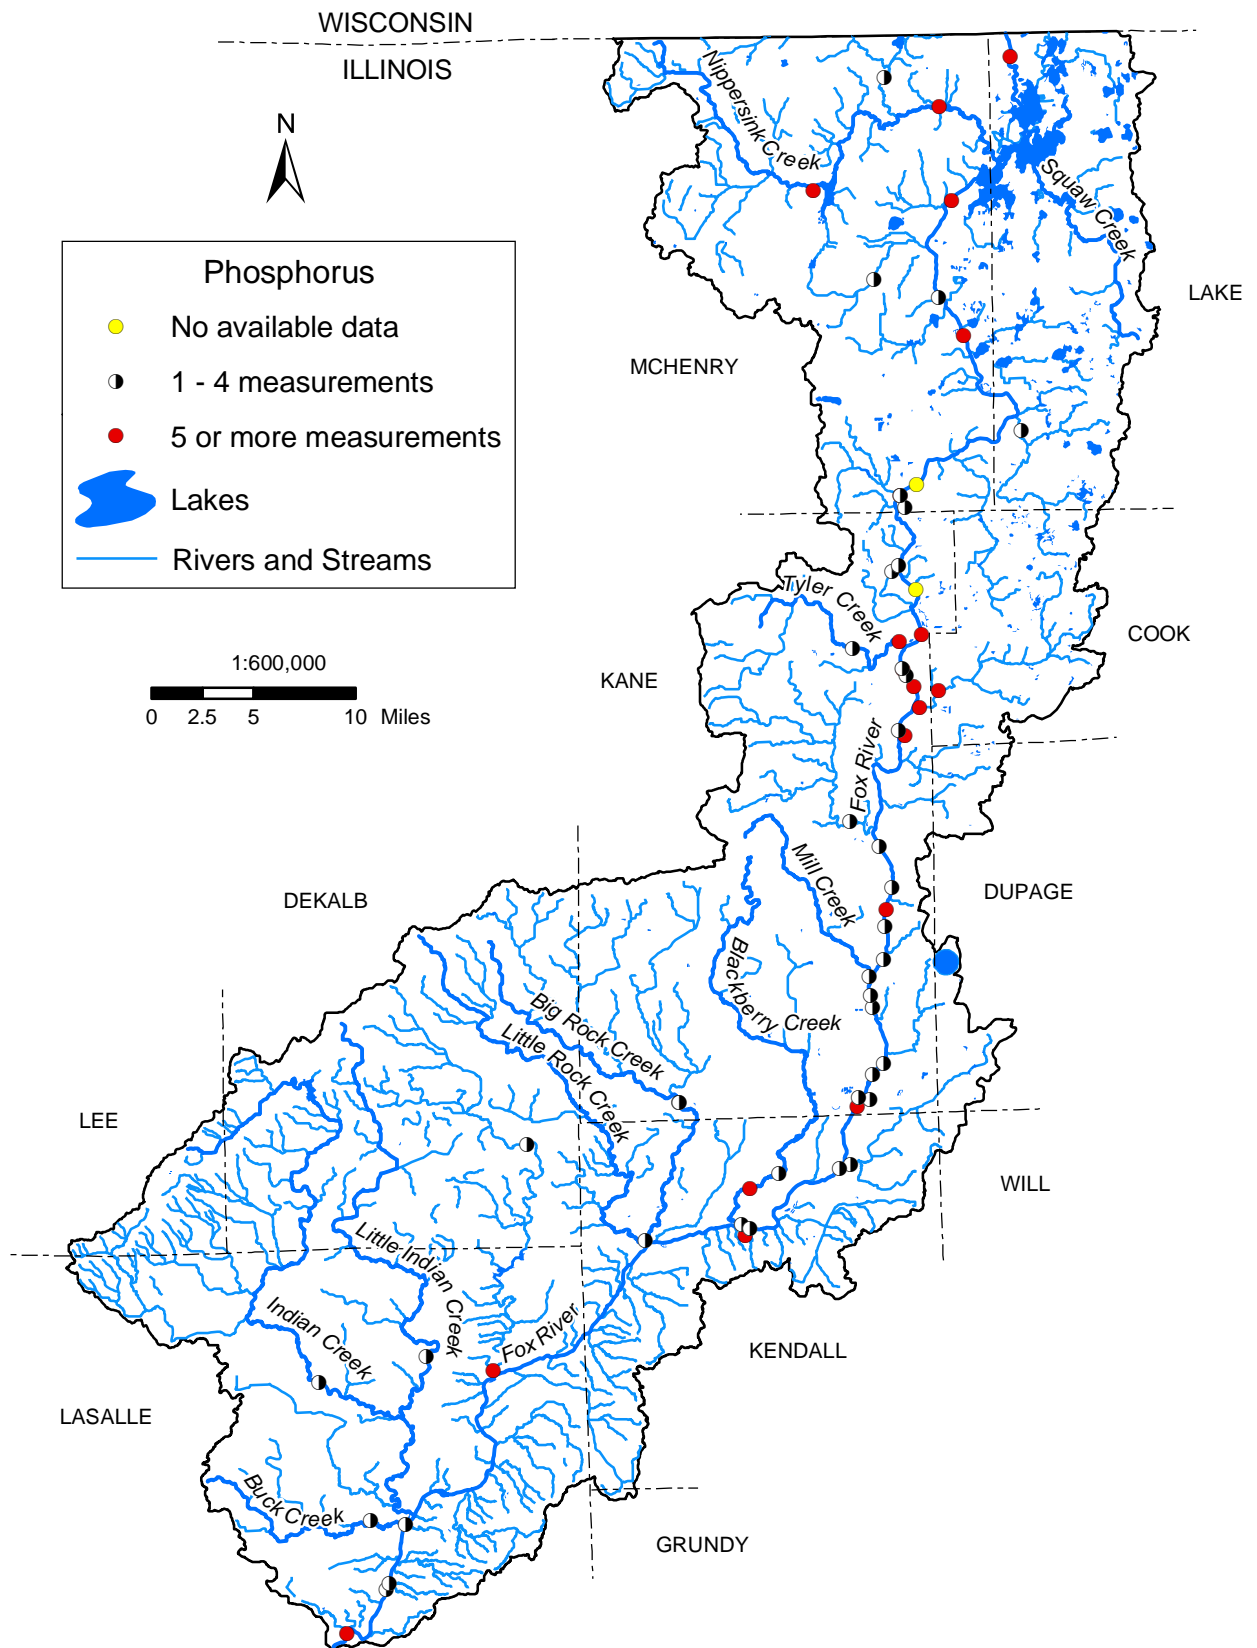 WISCONSIN
ILLINOIS
N
Nippersink Creek
Squaw Creek
Phosphorus
No available data
1 - 4 measurements
5 or more measurements
Lakes
Rivers and Streams
LAKE
MCHENRY
Tyler Creek
COOK
1:600,000
KANE
0 2.5 5 10 Miles
Fox River
Mill Creek
DUPAGE
DEKALB
Blackberry Creek
Big Rock Creek
Little Rock Creek
LEE
WILL
Little Indian Creek
Indian Creek
Fox River
KENDALL
LASALLE
Buck Creek
GRUNDY